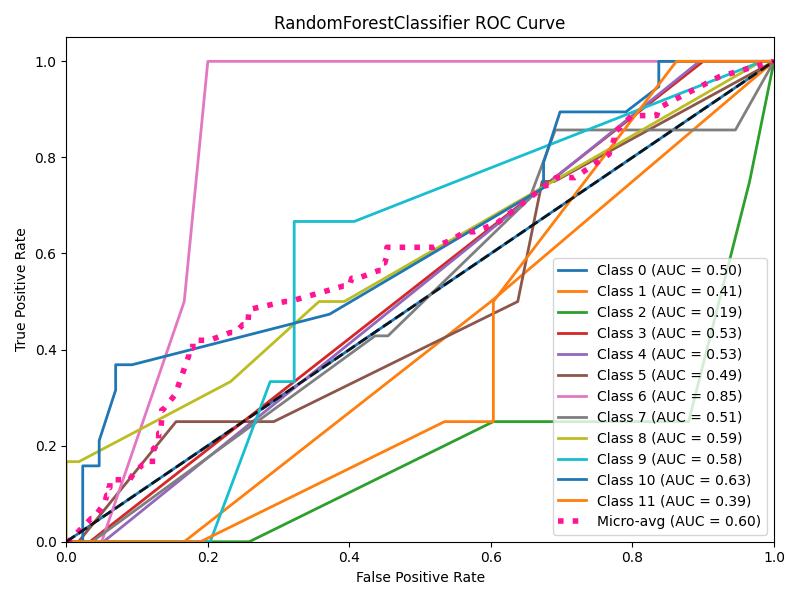 RandomForestClassifier ROC Curve
True Positive Rate
1.0
0.8
0.6
0.4
0.2
0.0
0.0 0.2 0.4 0.6 0.8 1.0
False Positive Rate
Class 0 (AUC = 0.50)
Class 1 (AUC = 0.41)
Class 2 (AUC = 0.19)
Class 3 (AUC = 0.53)
Class 4 (AUC = 0.53)
Class 5 (AUC = 0.49)
Class 6 (AUC = 0.85)
Class 7 (AUC = 0.51)
Class 8 (AUC = 0.59)
Class 9 (AUC = 0.58)
Class 10 (AUC = 0.63)
Class 11 (AUC = 0.39)
Micro-avg (AUC = 0.60)